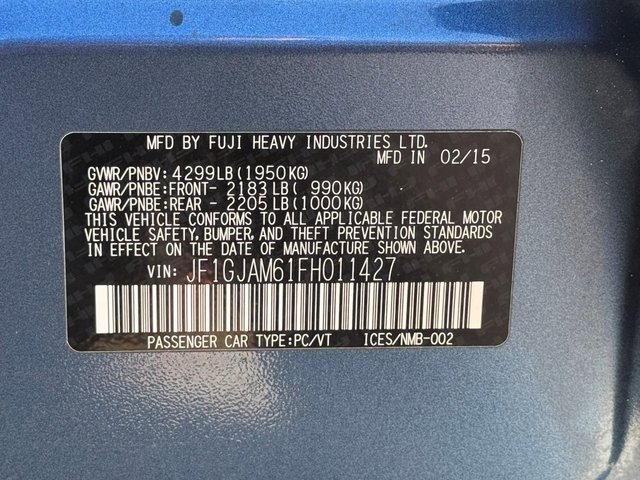 MFD BY FUJI HEAVY INDUSTRIES LTD.
MFD IN 02/15
GVWR/PNBV: 4299LB(1950KG)
GAWR/PNBE:FRONT- 2183LB( 990KG)
GAWR/PNBE:REAR - 2205LB(1000KG)
THIS VEHICLE CONFORMS TO ALL APPLICABLE FEDERAL MOTOR
VEHICLE SAFETY, BUMPER, AND THEFT PREVENTION STANDARDS
IN EFFECT ON THE DATE OF MANUFACTURE SHOWN ABOVE.
VIN: JF1GJAM61FH011427
PASSENGER CAR TYPE:PC/VT ICES/NMB-002